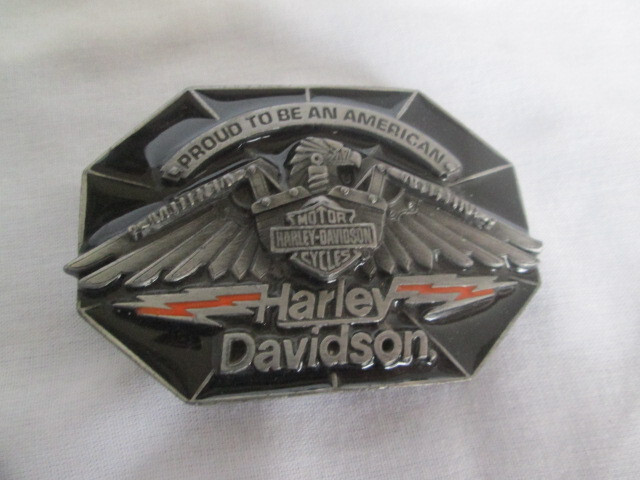 PROUD TO BE AN AMERICAN
MOTOR
HARLEY-DAVIDSON
CYCLES
Harley
Davidson